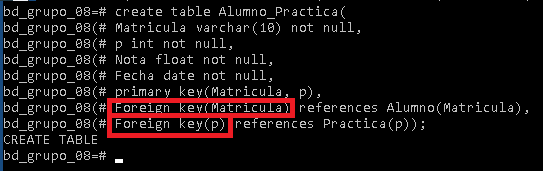 bd_grupo_08=# create table Alumno_Practica(
bd_grupo_08(# Matricula varchar(10) not null,
bd_grupo_08(# p int not null,
bd_grupo_08(# Nota float not null,
bd_grupo_08(# Fecha date not null,
bd_grupo_08(# primary key(Matricula, p),
bd_grupo_08(# Foreign key(Matricula) references Alumno(Matricula),
bd_grupo_08(# Foreign key(p) references Practica(p));
CREATE TABLE
bd_grupo_08=# _